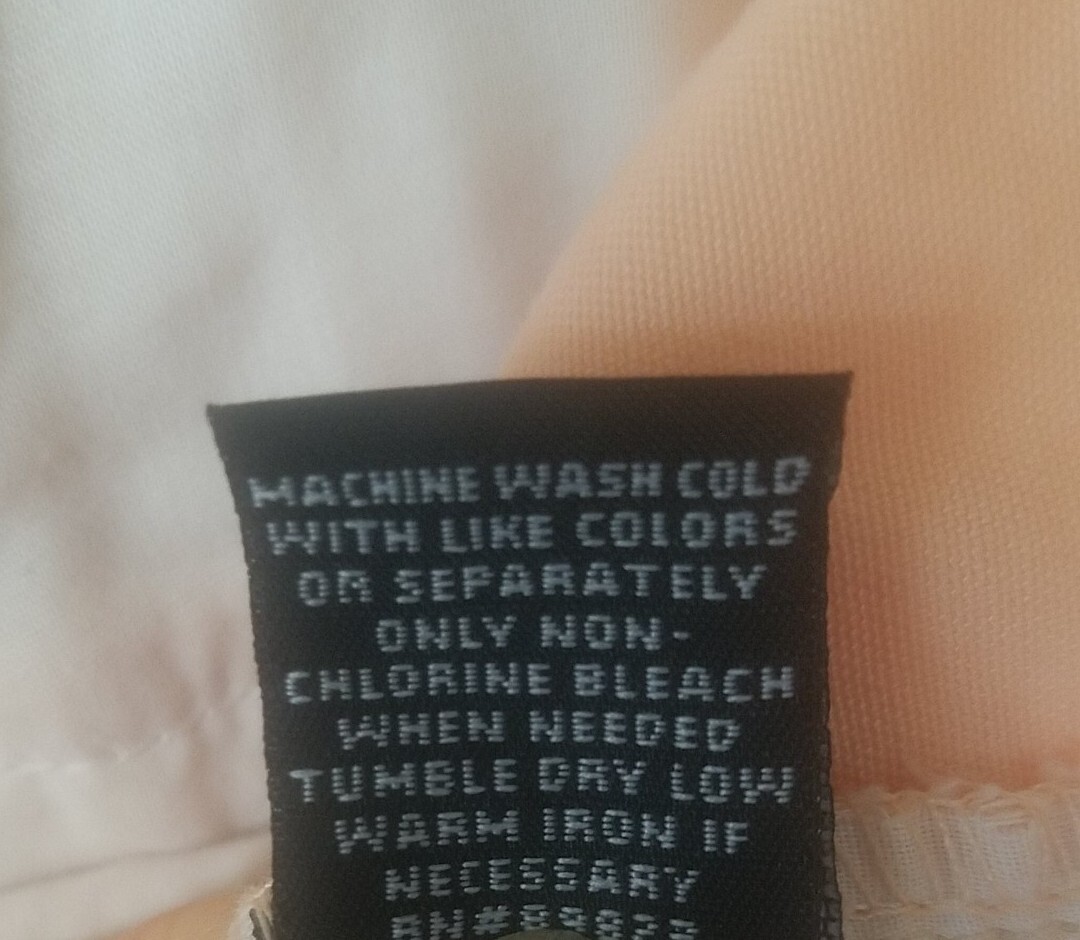 MACHINE WASH COLD
WITH LIKE COLORS
OR SEPARATELY
ONLY NON-
CHLORINE BLEACH
WHEN NEEDED
TUMBLE DRY LOW
WARM IRON IF
NECESSARY